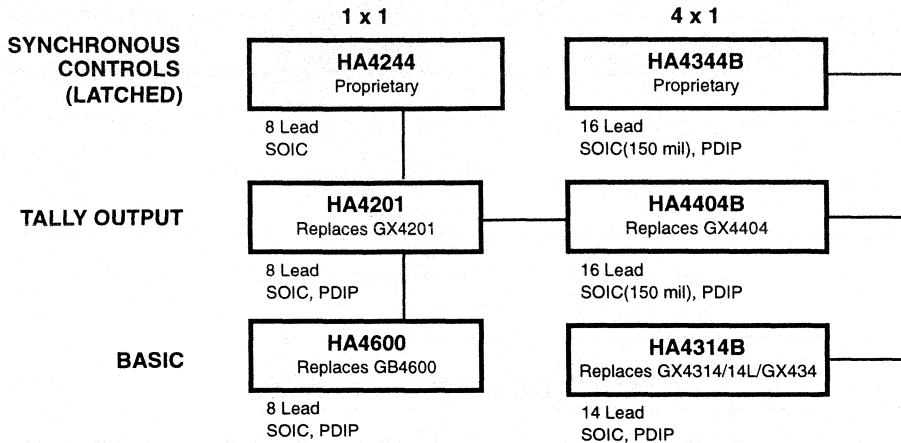 1 x 1
4 x 1
SYNCHRONOUS
CONTROLS
(LATCHED)
HA4244
Proprietary
8 Lead
SOIC
HA4344B
Proprietary
16 Lead
SOIC(150 mil), PDIP
TALLY OUTPUT
HA4201
Replaces GX4201
8 Lead
SOIC, PDIP
HA4404B
Replaces GX4404
16 Lead
SOIC(150 mil), PDIP
BASIC
HA4600
Replaces GB4600
8 Lead
SOIC, PDIP
HA4314B
Replaces GX4314/14L/GX434
14 Lead
SOIC, PDIP